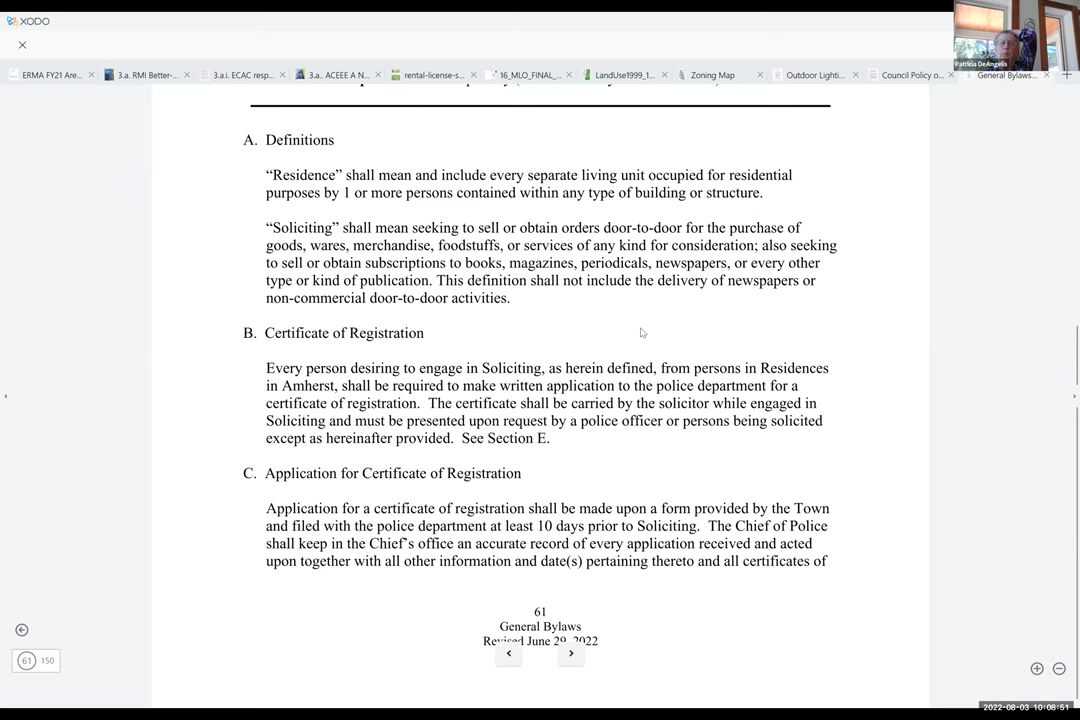 XODO
Patricia DeAngelis
ERMA FY21 Are...
3.a. RMI Better-...
3.a.i. ECAC resp...
3.a.. ACEEE A N...
rental-license-s...
16_MLO_FINAL_...
LandUse1999_1...
Zoning Map
Outdoor Lighti...
Council Policy o...
General Bylaws...
A. Definitions
“Residence” shall mean and include every separate living unit occupied for residential
purposes by 1 or more persons contained within any type of building or structure.
“Soliciting” shall mean seeking to sell or obtain orders door-to-door for the purchase of
goods, wares, merchandise, foodstuffs, or services of any kind for consideration; also seeking
to sell or obtain subscriptions to books, magazines, periodicals, newspapers, or every other
type or kind of publication. This definition shall not include the delivery of newspapers or
non-commercial door-to-door activities.
B. Certificate of Registration
Every person desiring to engage in Soliciting, as herein defined, from persons in Residences
in Amherst, shall be required to make written application to the police department for a
certificate of registration. The certificate shall be carried by the solicitor while engaged in
Soliciting and must be presented upon request by a police officer or persons being solicited
except as hereinafter provided. See Section E.
C. Application for Certificate of Registration
Application for a certificate of registration shall be made upon a form provided by the Town
and filed with the police department at least 10 days prior to Soliciting. The Chief of Police
shall keep in the Chief’s office an accurate record of every application received and acted
upon together with all other information and date(s) pertaining thereto and all certificates of
61
General Bylaws
Revised June 29, 2022
61 150
2022-08-03 10:08:51